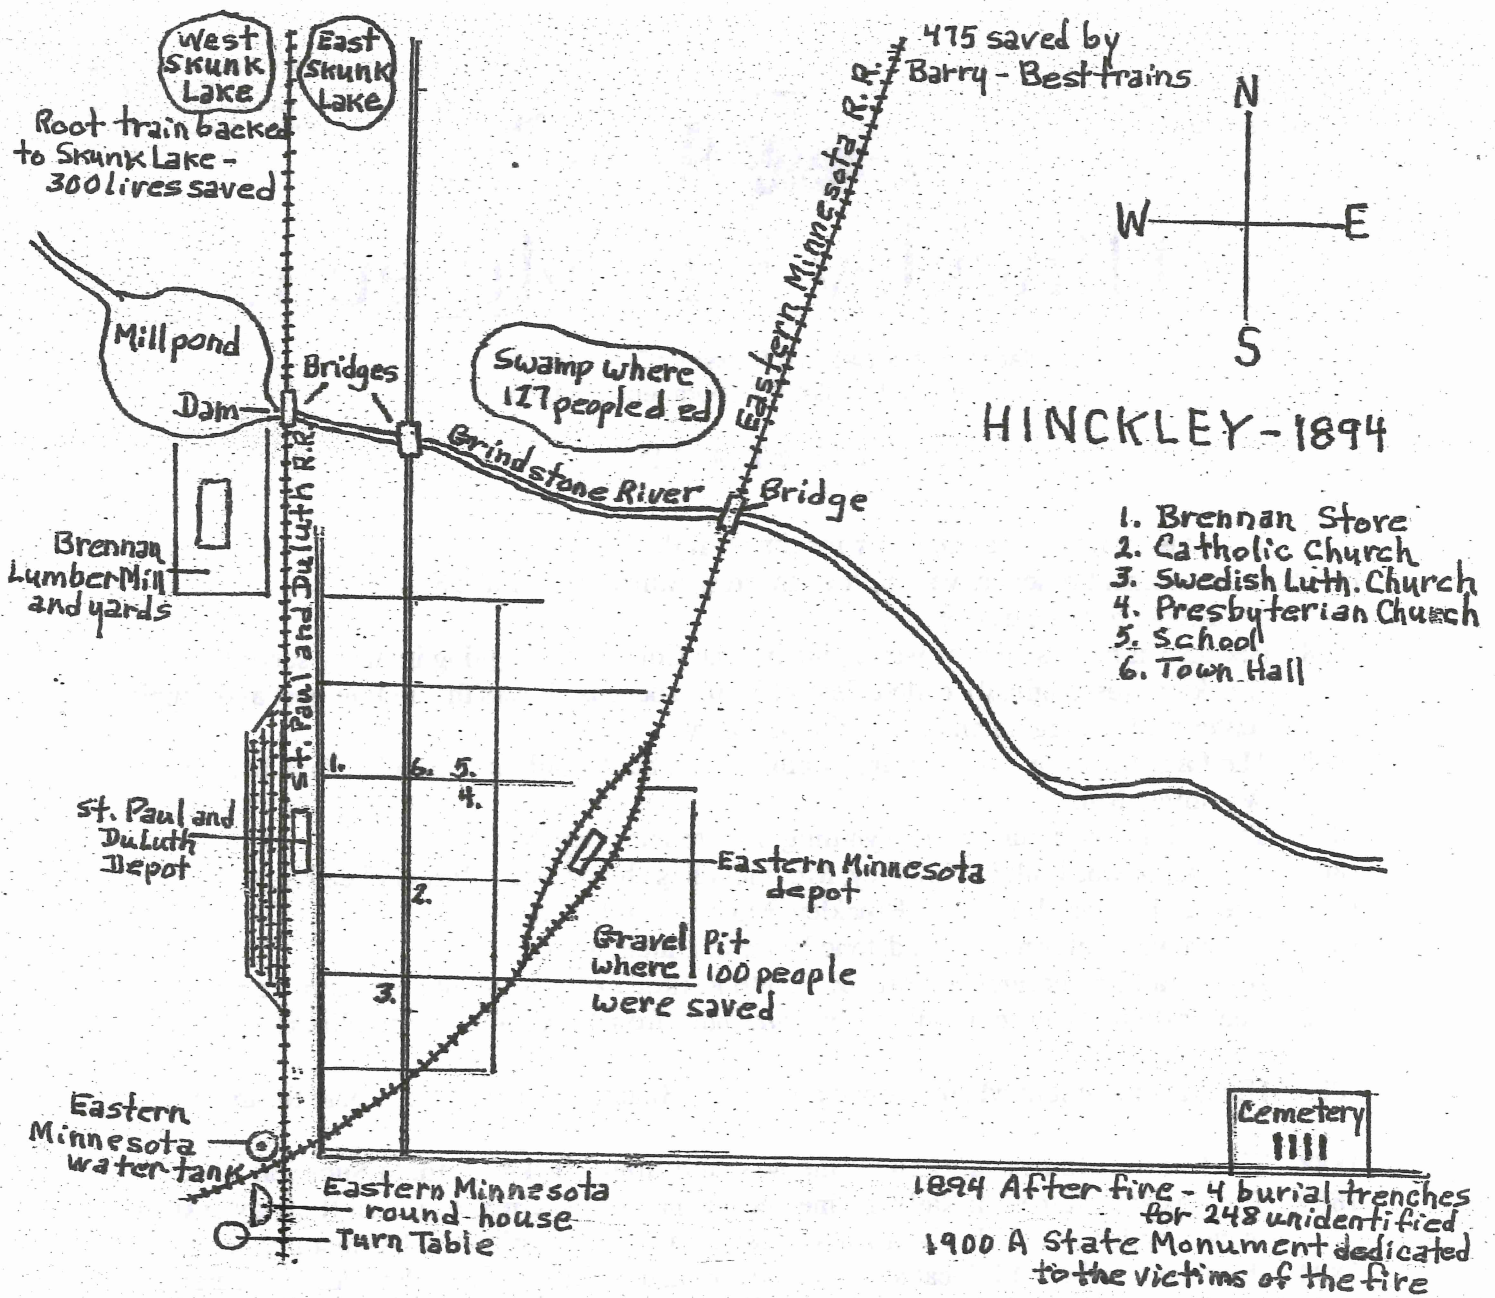 West
Skunk
Lake
East
Skunk
Lake
Root train backed
to Skunk Lake -
300 lives saved
475 saved by
Barry - Best trains
Eastern Minnesota R.R.
N
W E
S
Millpond
Bridges
Dam
Swamp where
127 peopled ed
Grindstone River
Bridge
HINCKLEY - 1894
1. Brennan Store
2. Catholic Church
3. Swedish Luth. Church
4. Presbyterian Church
5. School
6. Town Hall
St. Paul and Duluth R.R.
Brennan
Lumber Mill
and yards
1.
6. 5.
4.
2.
3.
St. Paul and
Duluth
Depot
Eastern Minnesota
depot
Gravel Pit
where 100 people
were saved
Eastern
Minnesota
water tank
Eastern Minnesota
round house
Turn Table
Cemetery
1894 After fire - 4 burial trenches
for 248 unidentified
1900 A State Monument dedicated
to the victims of the fire